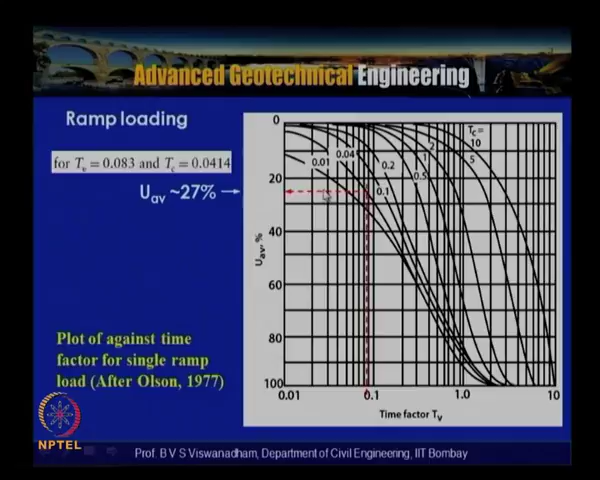 Advanced Geotechnical Engineering
Ramp loading
for Tv = 0.083 and Tc = 0.0414
Uav ~27%
Plot of against time
factor for single ramp
load (After Olson, 1977)
0
20
40
60
80
100
Uav, %
0.01
0.04
0.1
0.2
0.5
1
2
5
Tc =
10
0.01
0.1
1.0
10
Time factor Tv
NPTEL
Prof. B V S Viswanadham, Department of Civil Engineering, IIT Bombay